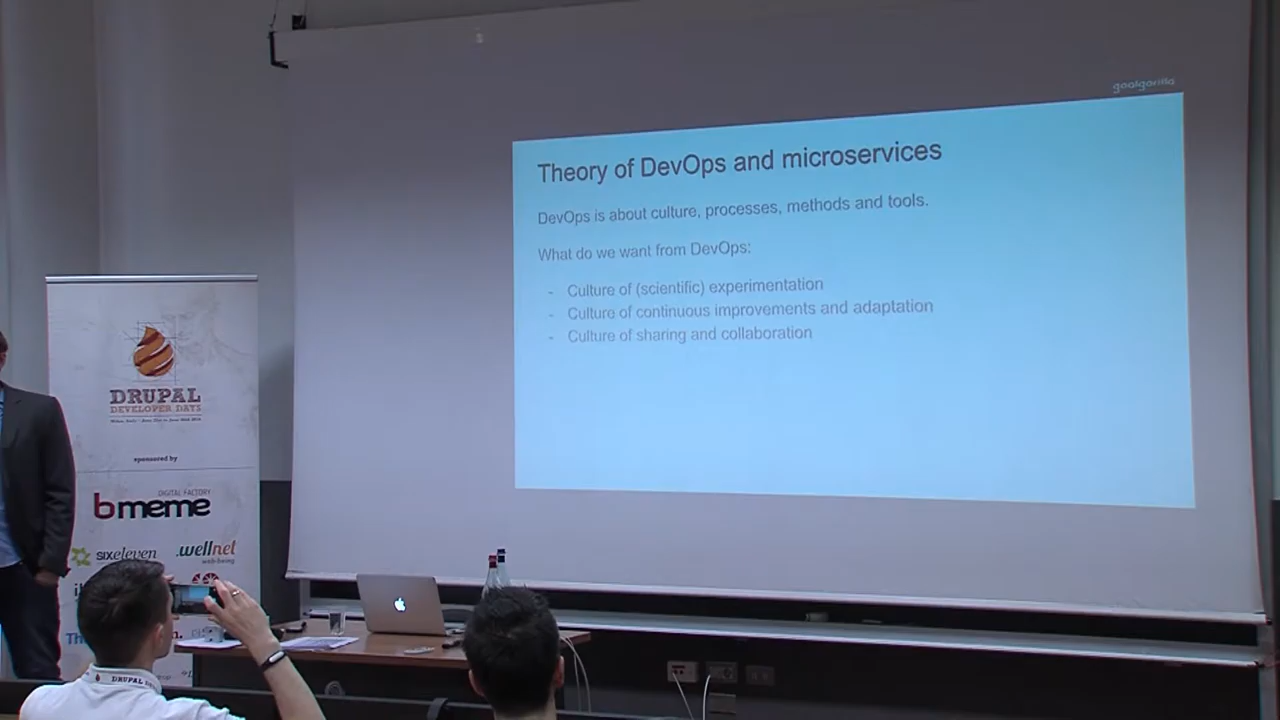 goalgorilla
Theory of DevOps and microservices
DevOps is about culture, processes, methods and tools.
What do we want from DevOps:
- Culture of (scientific) experimentation
- Culture of continuous improvements and adaptation
- Culture of sharing and collaboration
DRUPAL
DEVELOPER DAYS
sponsored by
DIGITAL FACTORY
bmeme
sixeleven
.wellnet
DRUPAL